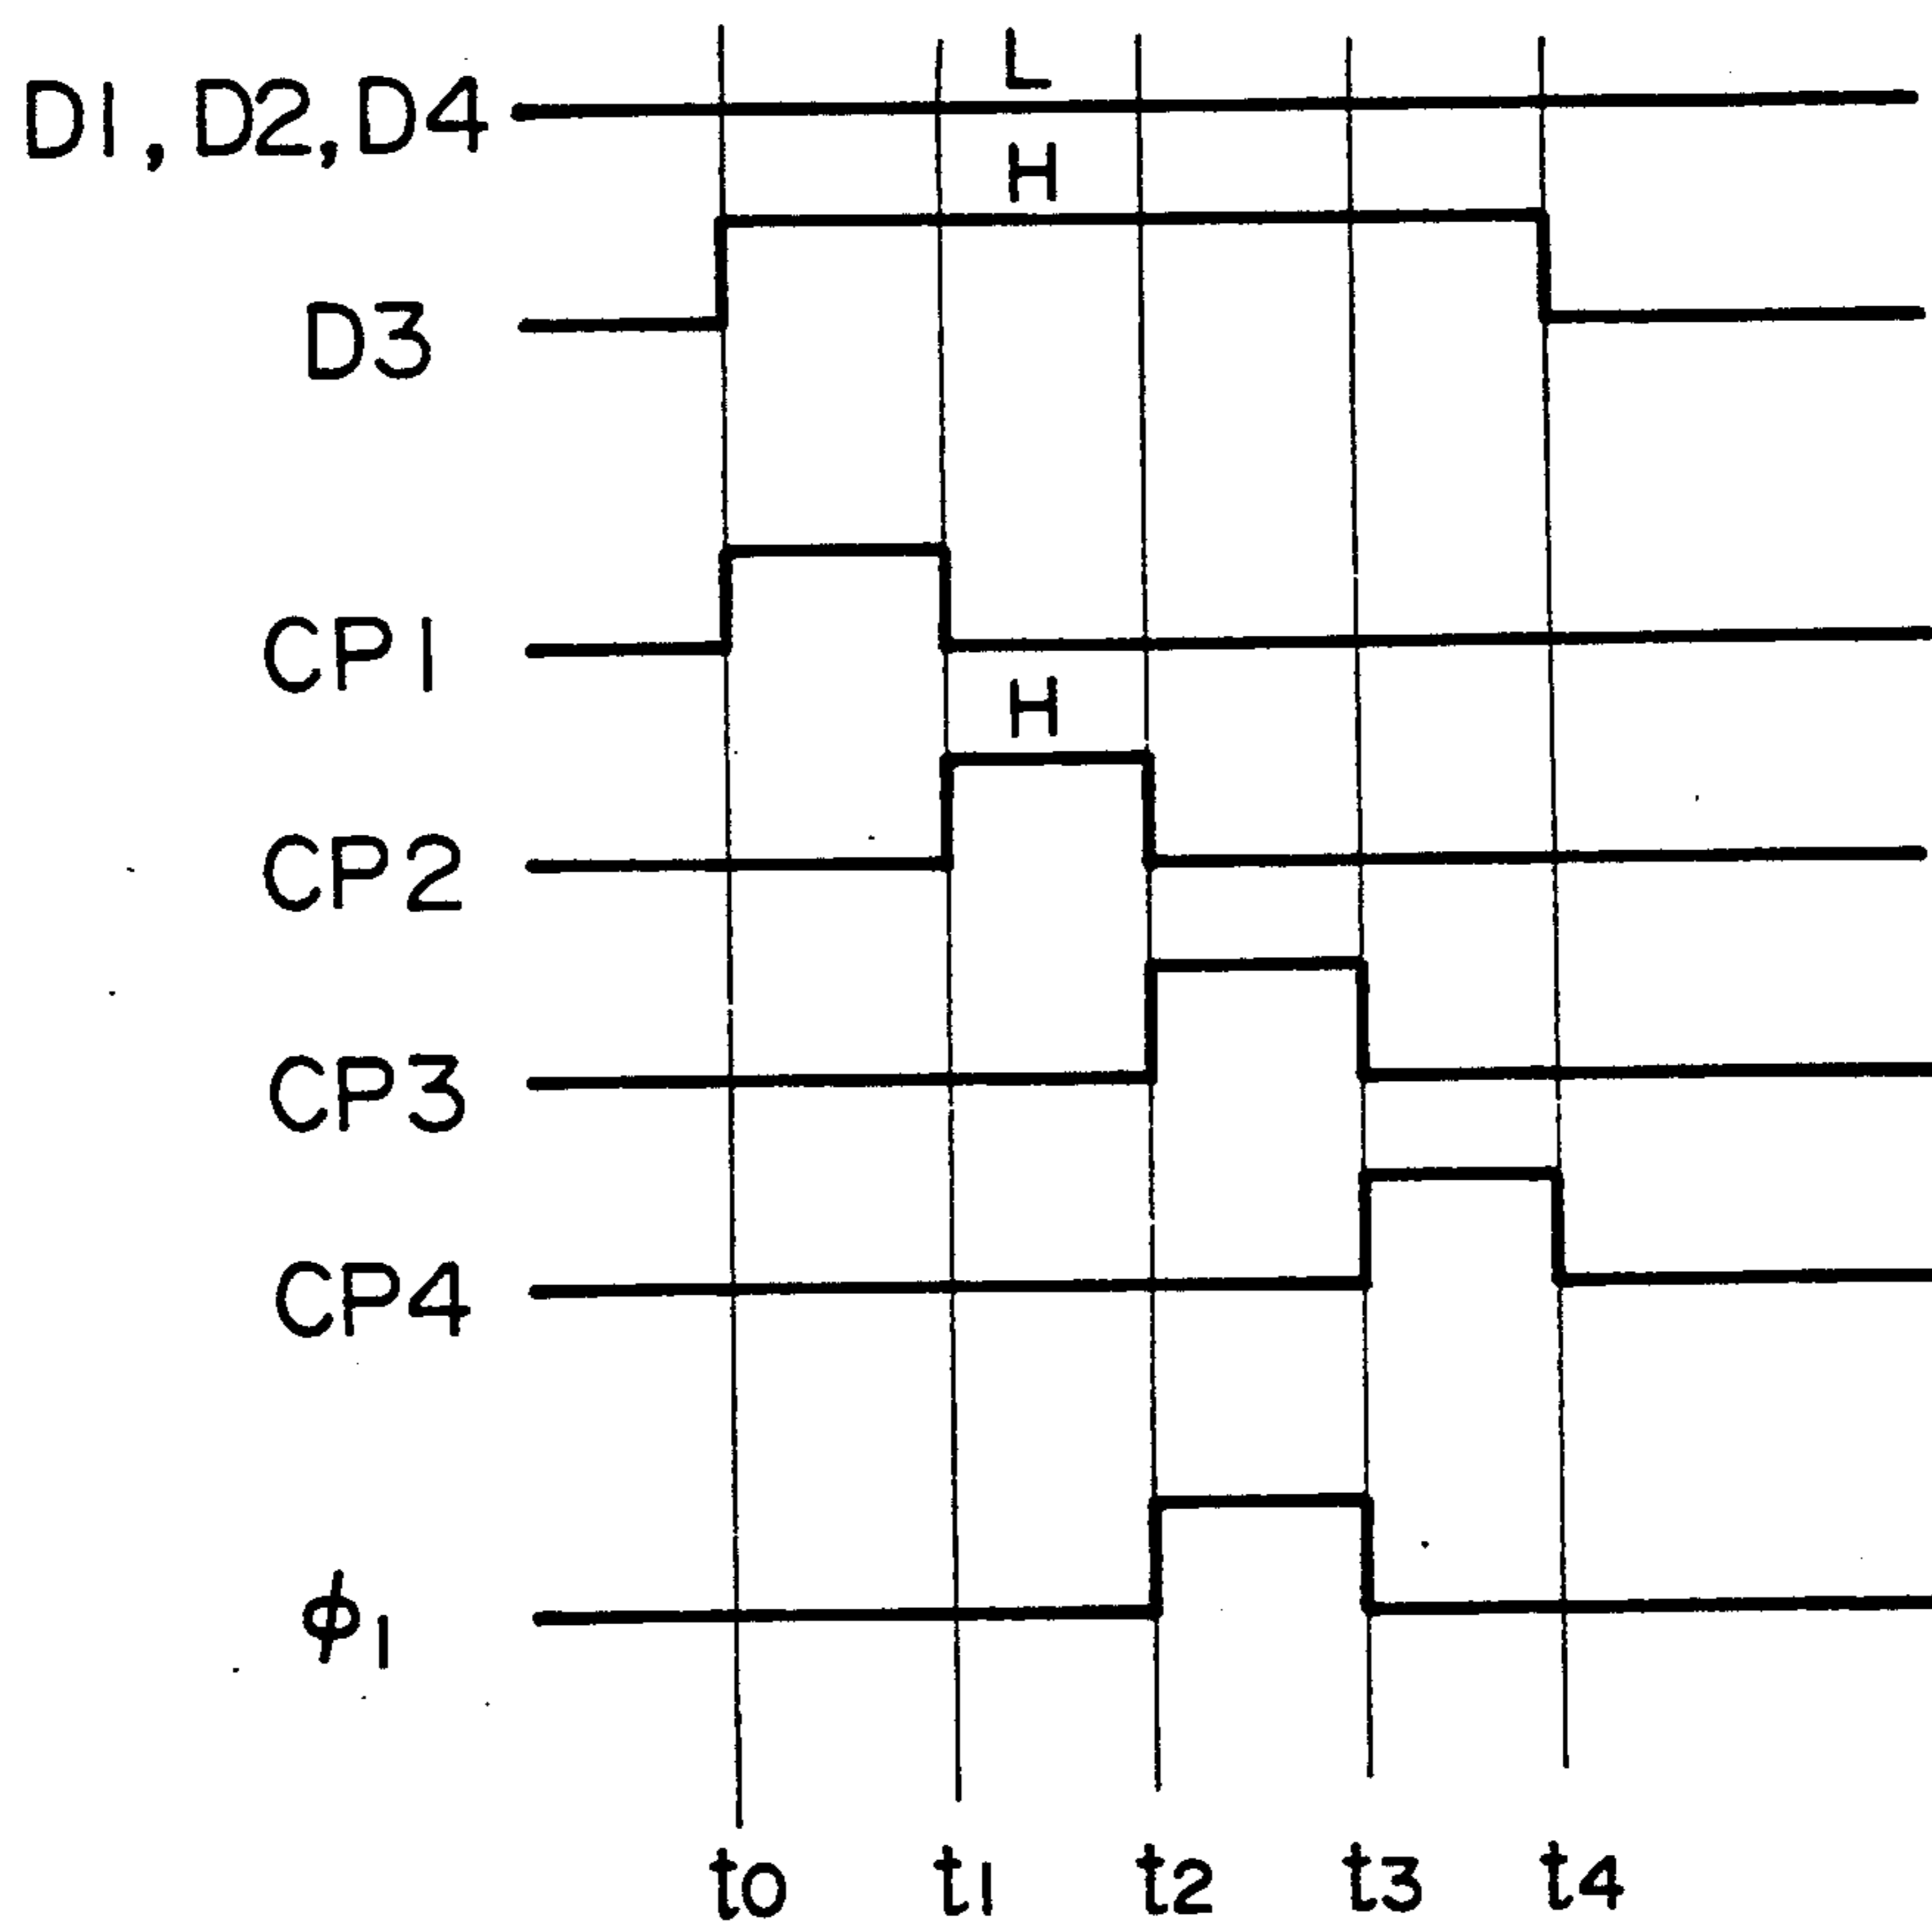 L
D1, D2, D4
H
D3
CP1
H
CP2
CP3
CP4
ϕ1
t0 t1 t2 t3 t4